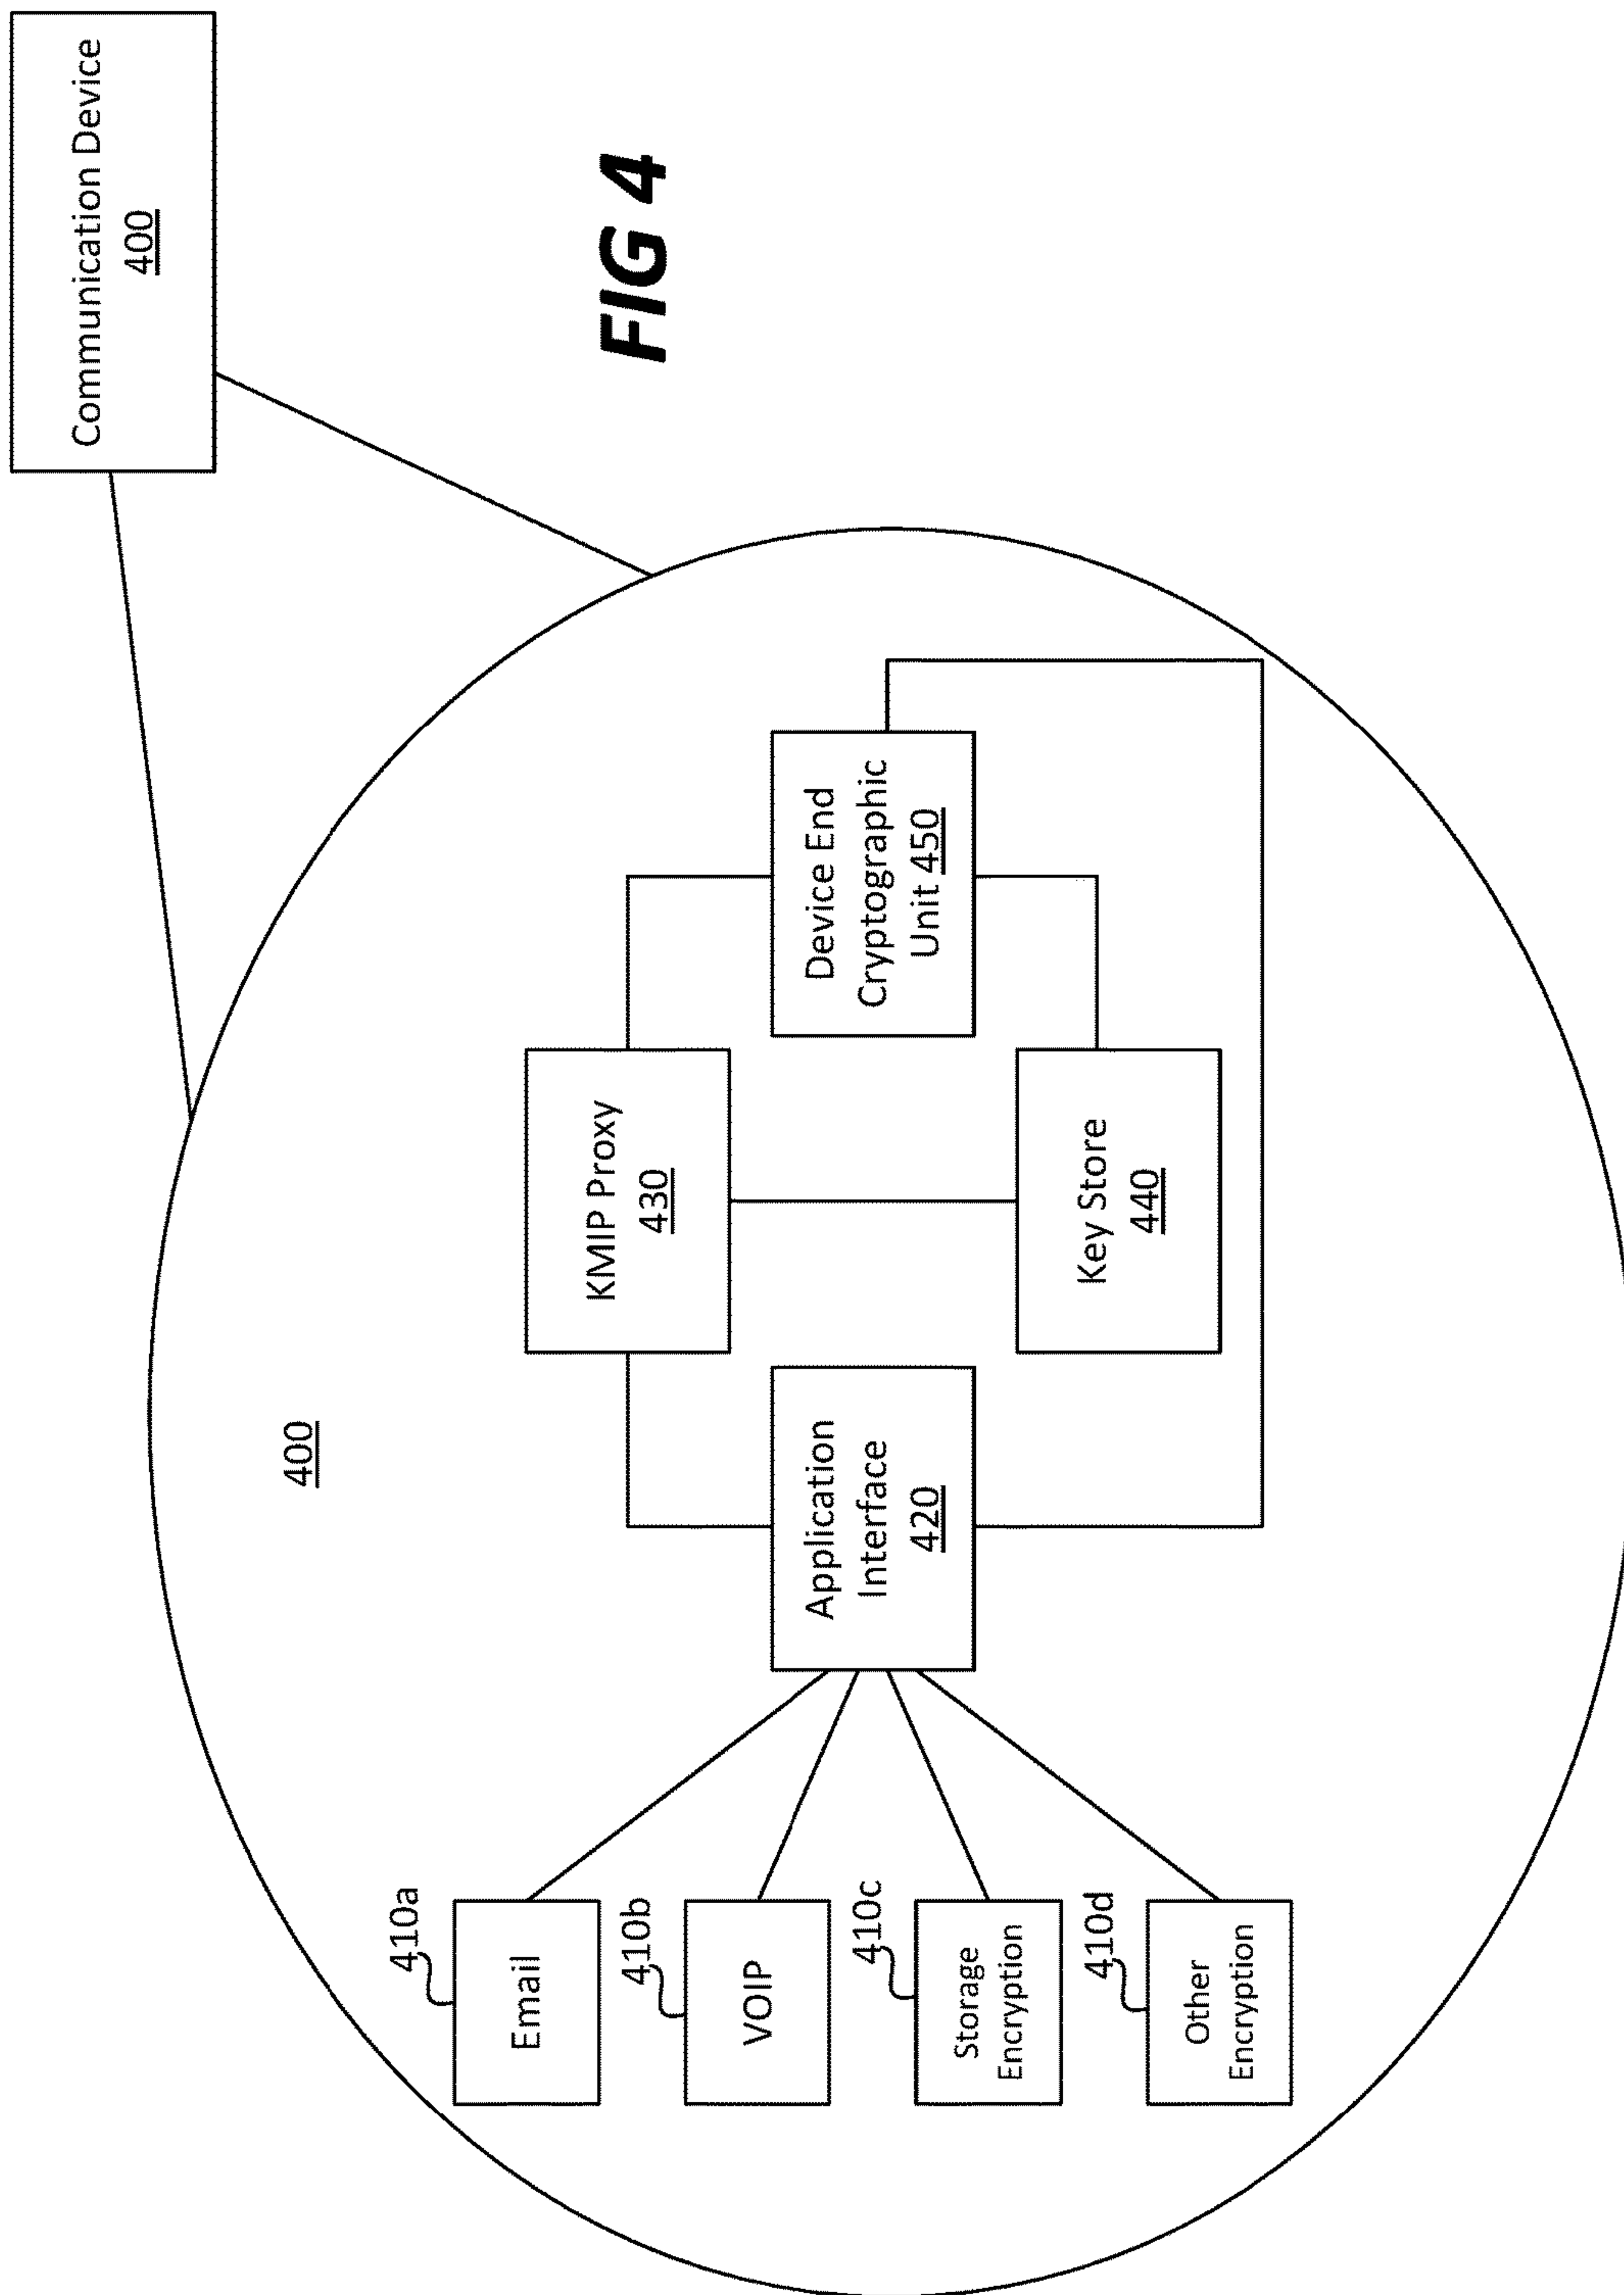 Communication Device
400
400
410a
Email
410b
VOIP
410c
Storage
Encryption
410d
Other
Encryption
Application
Interface
420
KMIP Proxy
430
Key Store
440
Device End
Cryptographic
Unit 450
FIG 4